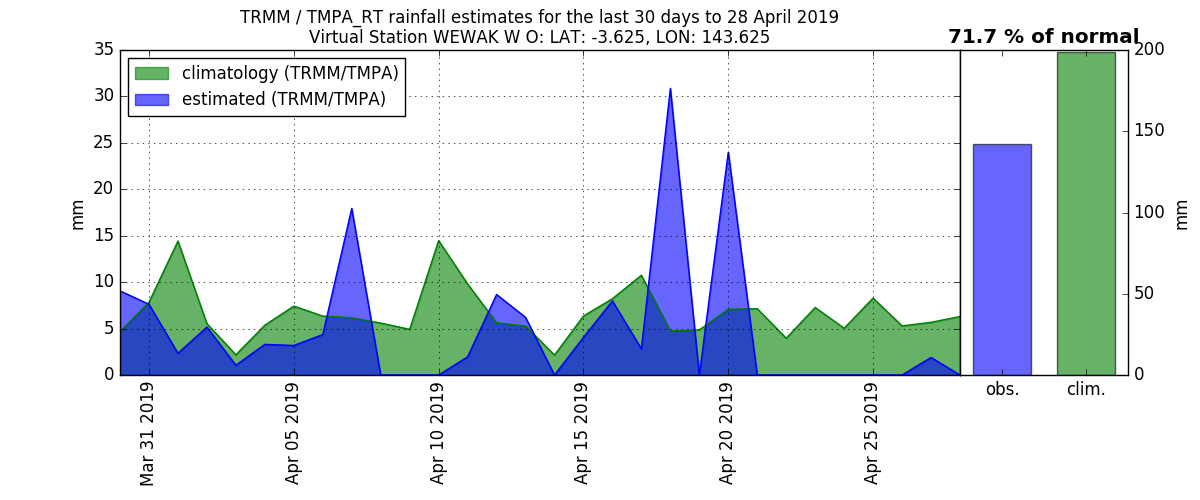 TRMM / TMPA_RT rainfall estimates for the last 30 days to 28 April 2019
Virtual Station WEWAK W O: LAT: -3.625, LON: 143.625
71.7 % of normal
climatology (TRMM/TMPA)
estimated (TRMM/TMPA)
35
30
25
20
15
10
5
0
mm
Mar 31 2019
Apr 05 2019
Apr 10 2019
Apr 15 2019
Apr 20 2019
Apr 25 2019
obs.
clim.
200
150
100
50
0
mm